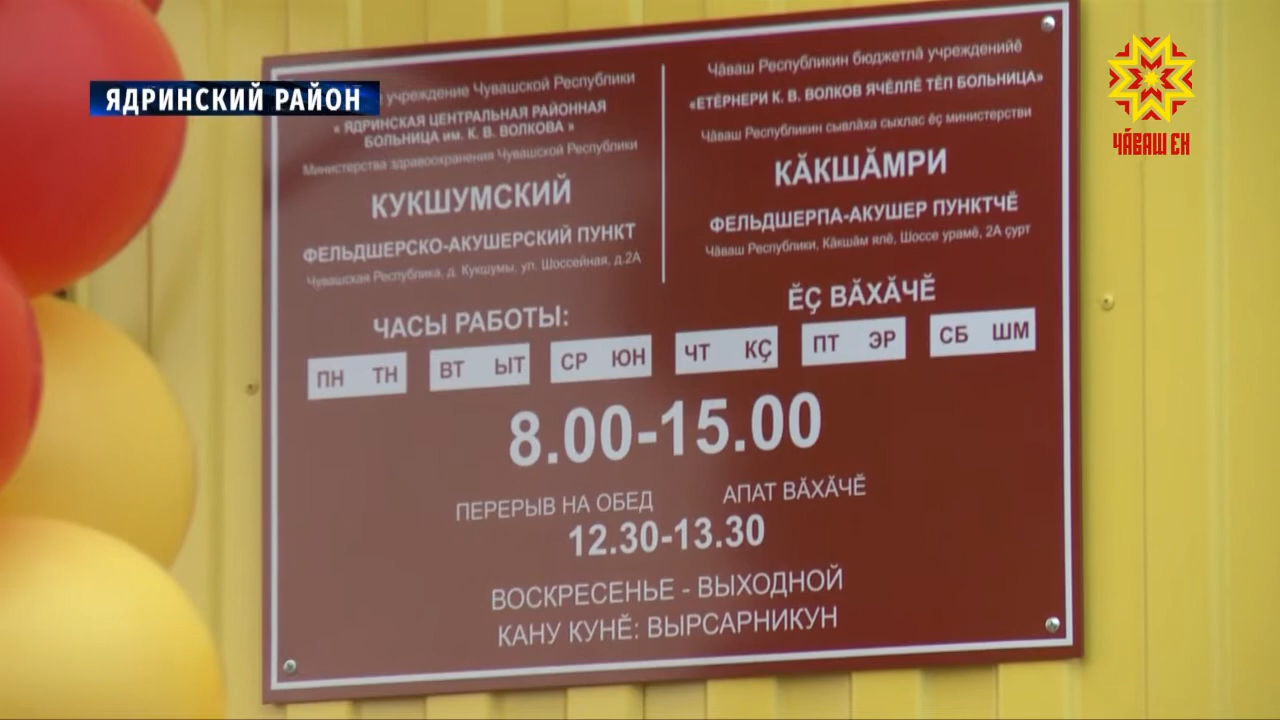 ЯДРИНСКИЙ РАЙОН
ЧӐВАШ ЕН
учреждение Чувашской Республики
« ЯДРИНСКАЯ ЦЕНТРАЛЬНАЯ РАЙОННАЯ
БОЛЬНИЦА им. К. В. ВОЛКОВА »
Министерства здравоохранения Чувашской Республики
КУКШУМСКИЙ
ФЕЛЬДШЕРСКО-АКУШЕРСКИЙ ПУНКТ
Чувашская Республика, д. Кукшумы, ул. Шоссейная, д.2А
Чӑваш Республикин бюджетлӑ учрежденийӗ
«ЕТӖРНЕРИ К. В. ВОЛКОВ ЯЧӖЛЛӖ ТӖП БОЛЬНИЦА»
Чӑваш Республикин сывлӑха сыхлас ӗҫ министерстви
КӐКШӐМРИ
ФЕЛЬДШЕРПА-АКУШЕР ПУНКТЧӖ
Чӑваш Республики, Кӑкшӑм ялӗ, Шоссе урамӗ, 2А ҫурт
ЧАСЫ РАБОТЫ:
ӖҪ ВӐХӐЧӖ
ПН ТН ВТ ЫТ СР ЮН ЧТ КҪ ПТ ЭР СБ ШМ
8.00-15.00
ПЕРЕРЫВ НА ОБЕД АПАТ ВӐХӐЧӖ
12.30-13.30
ВОСКРЕСЕНЬЕ - ВЫХОДНОЙ
КАНУ КУНӖ: ВЫРСАРНИКУН